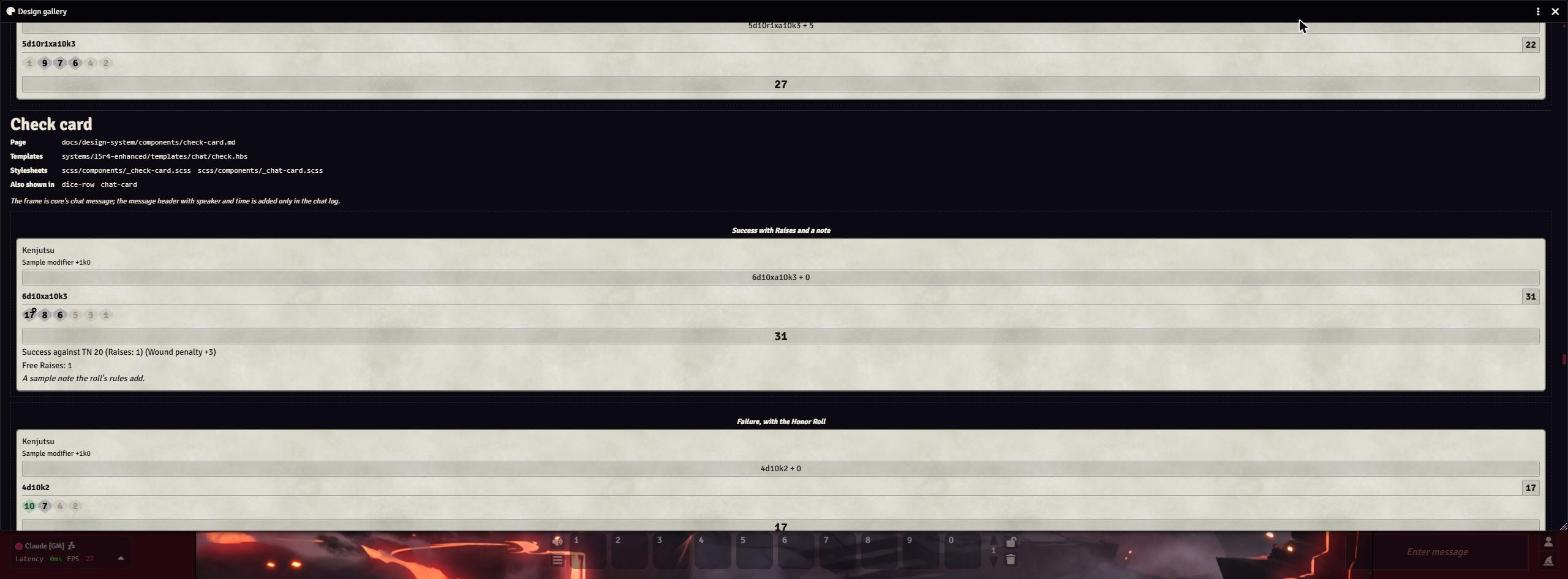 Design gallery
5d10r1xa10k3 + 5
5d10r1xa10k3 22
1 9 7 6 4 2
27
Check card
Page docs/design-system/components/check-card.md
Templates systems/l5r4-enhanced/templates/chat/check.hbs
Stylesheets scss/components/_check-card.scss scss/components/_chat-card.scss
Also shown in dice-row chat-card
The frame is core's chat message; the message header with speaker and time is added only in the chat log.
Success with Raises and a note
Kenjutsu
Sample modifier +1k0
6d10xa10k3 + 0
6d10xa10k3 31
17 8 6 5 3 1
31
Success against TN 20 (Raises: 1) (Wound penalty +3)
Free Raises: 1
A sample note the roll's rules add.
Failure, with the Honor Roll
Kenjutsu
Sample modifier +1k0
4d10k2 + 0
4d10k2 17
10 7 4 2
17
Claude [GM]
Latency 0ms FPS 27
1 2 3 4 5 6 7 8 9 0 1
Enter message